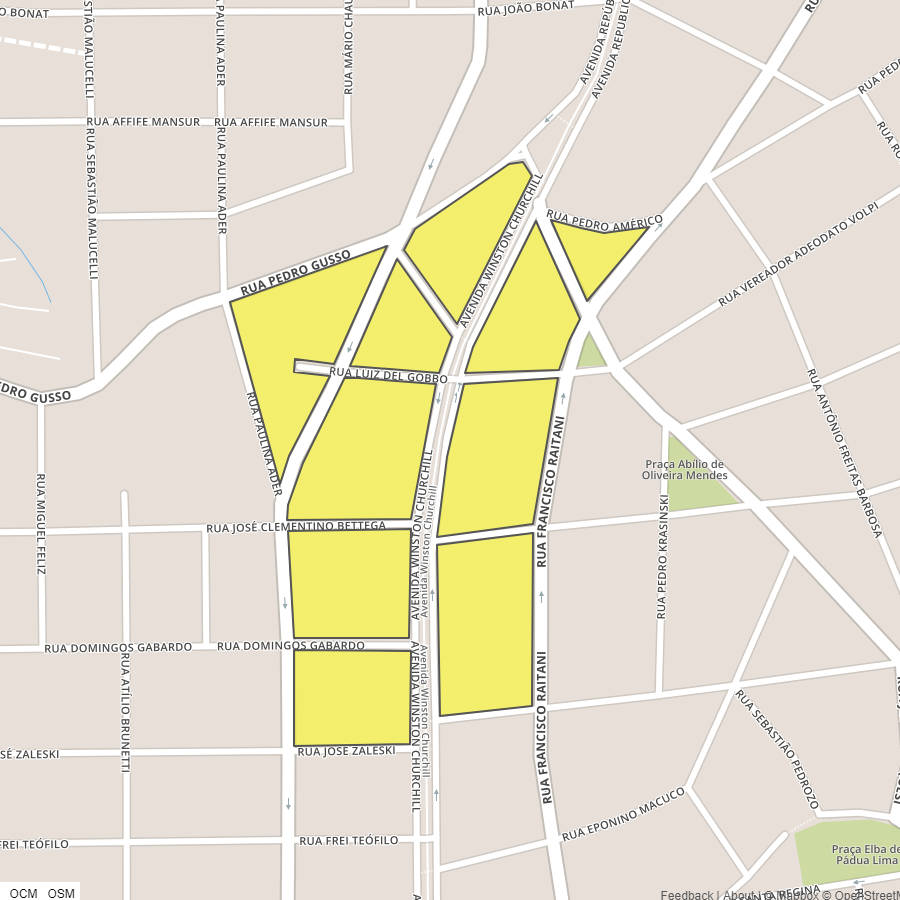 O BONAT
RUA JOÃO BONAT
STIÃO MALUCELLI
PAULINA ADER
RUA MÁRIO CHA
AVENIDA REPÚB
AVENIDA REPUBLIC
RU
RUA PEDR
RUA AFFIFE MANSUR
RUA AFFIFE MANSUR
RUA RO
RUA SEBASTIÃO MALUCELLI
RUA PAULINA ADER
AVENIDA WINSTON CHURCHILL
RUA PEDRO AMÉRICO
RUA VEREADOR ADEODATO VOLPI
RUA PEDRO GUSSO
RUA LUIZ DEL GOBBO
EDRO GUSSO
RUA PAULINA ADER
RUA ANTÔNIO FREITAS BARBOSA
RUA FRANCISCO RAITANI
Praça Abílio de
Oliveira Mendes
RUA MIGUEL FELIZ
RUA JOSÉ CLEMENTINO BETTEGA
AVENIDA WINSTON CHURCHILL
Avenida Winston Churchill
RUA PEDRO KRASINSKI
RUA DOMINGOS GABARDO
RUA DOMINGOS GABARDO
RUA ATÍLIO BRUNETTI
AVENIDA WINSTON CHURCHILL
Avenida Winston Churchill
RUA FRANCISCO RAITANI
RUA SEBASTIÃO PEDROZO
SÉ ZALESKI
RUA JOSÉ ZALESKI
RUA EPONINO MACUCO
FREI TEÓFILO
RUA FREI TEÓFILO
Praça Elba de
Pádua Lima
REGINA
OCM OSM
Feedback | About | © Mapbox © OpenStreetM